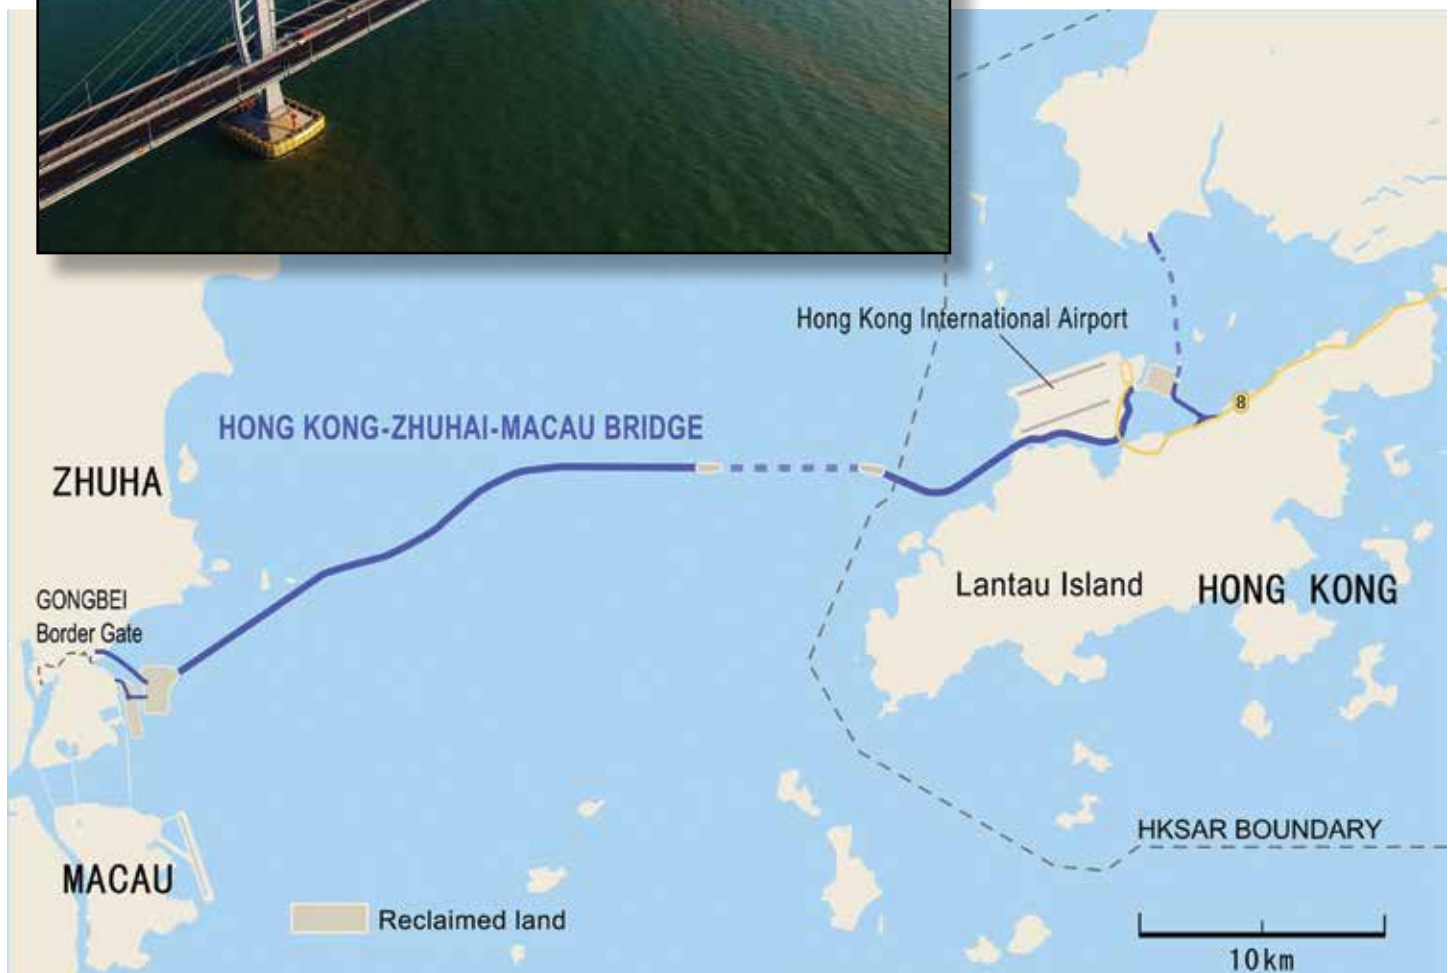 Hong Kong International Airport
8
HONG KONG-ZHUHAI-MACAU BRIDGE
ZHUHA
Lantau Island
HONG KONG
GONGBEI
Border Gate
HKSAR BOUNDARY
MACAU
Reclaimed land
10km